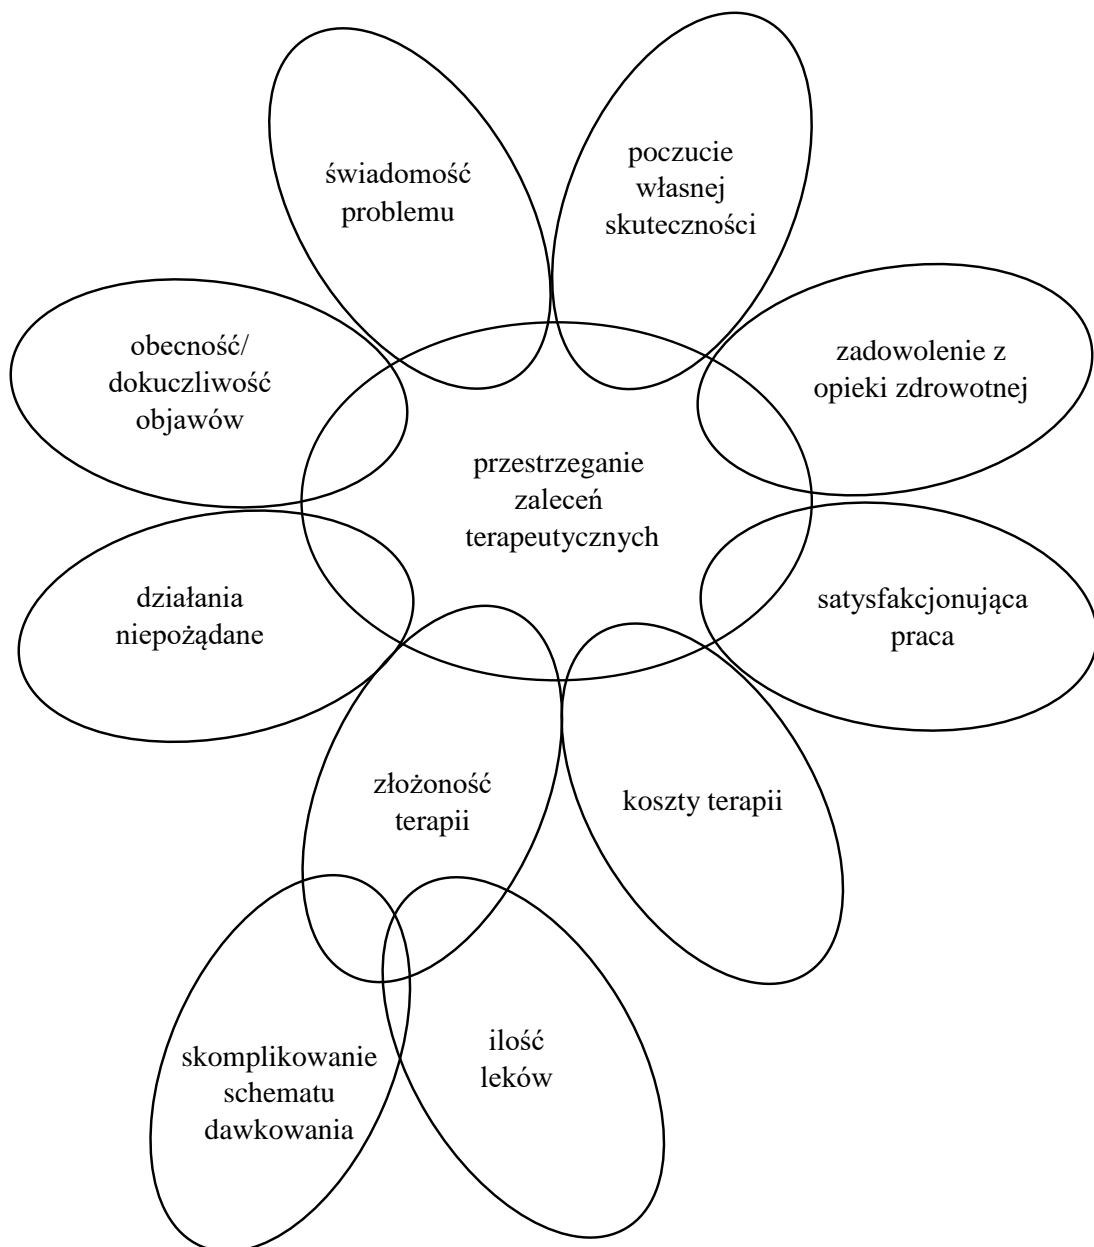 świadomość
problemu
poczucie
własnej
skuteczności
obecność/
dokuczliwość
objawów
zadowolenie z
opieki zdrowotnej
przestrzeganie
zaleceń
terapeutycznych
działania
niepożądane
satysfakcjonująca
praca
złożoność
terapii
koszty terapii
skomplikowanie
schematu
dawkowania
ilość
leków